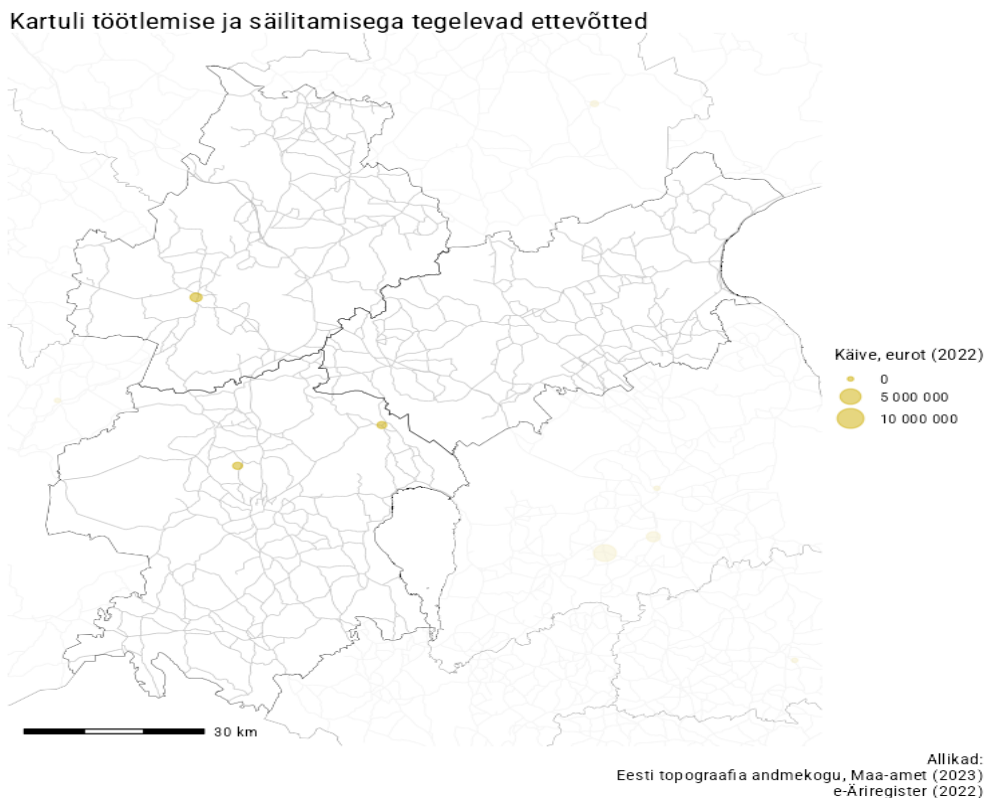 Kartuli töötlemise ja säilitamisega tegelevad ettevõtted
Käive, eurot (2022)
0
5 000 000
10 000 000
30 km
Allikad:
Eesti topograafia andmekogu, Maa-amet (2023)
e-Äriregister (2022)